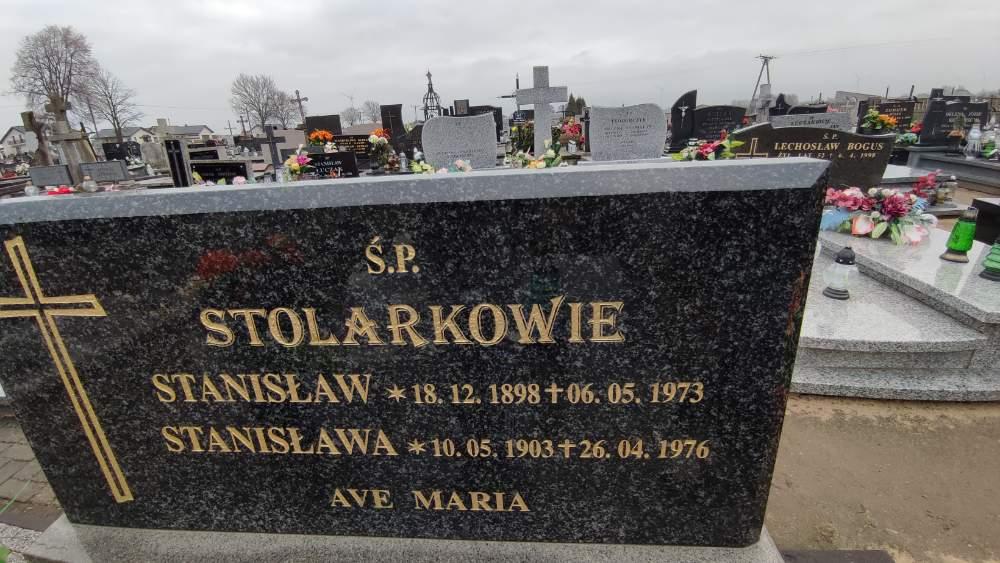 Ś.P.
STOLARKOWIE
STANISŁAW * 18. 12. 1898 + 06. 05. 1973
STANISŁAWA * 10. 05. 1903 + 26. 04. 1976
AVE MARIA
Ś.P.
LECHOSŁAW BOGUS